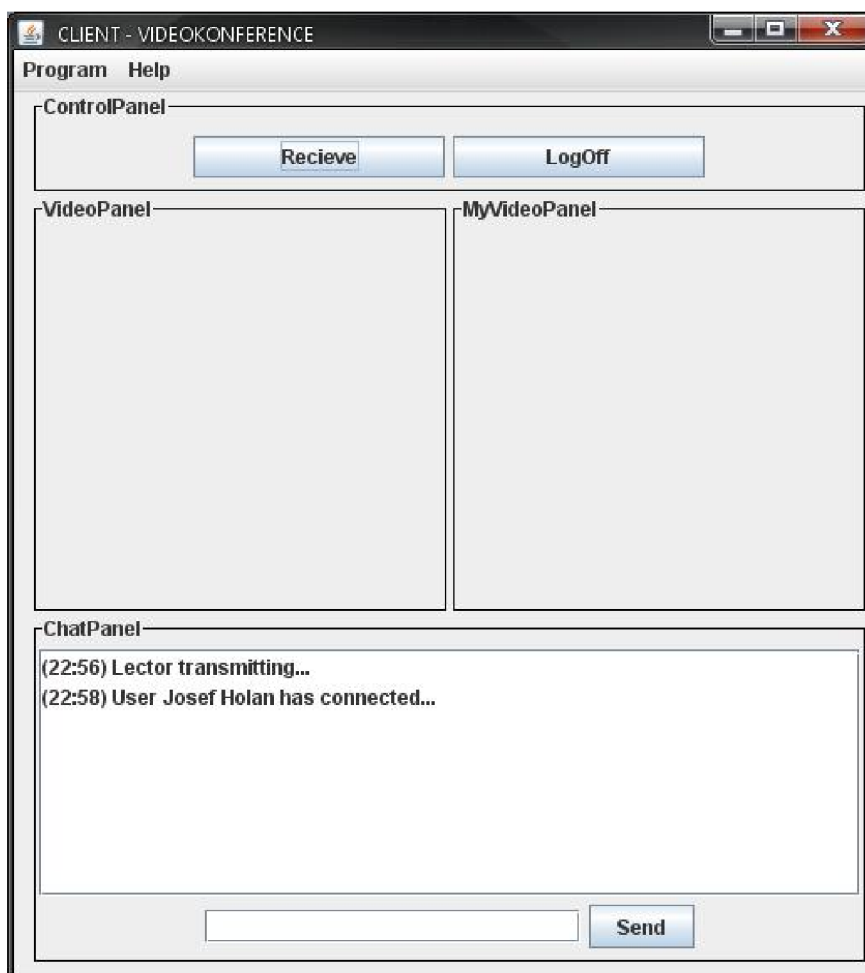 CLIENT - VIDEOKONFERENCE
Program Help
ControlPanel
Recieve LogOff
VideoPanel MyVideoPanel
ChatPanel
(22:56) Lector transmitting...
(22:58) User Josef Holan has connected...
Send